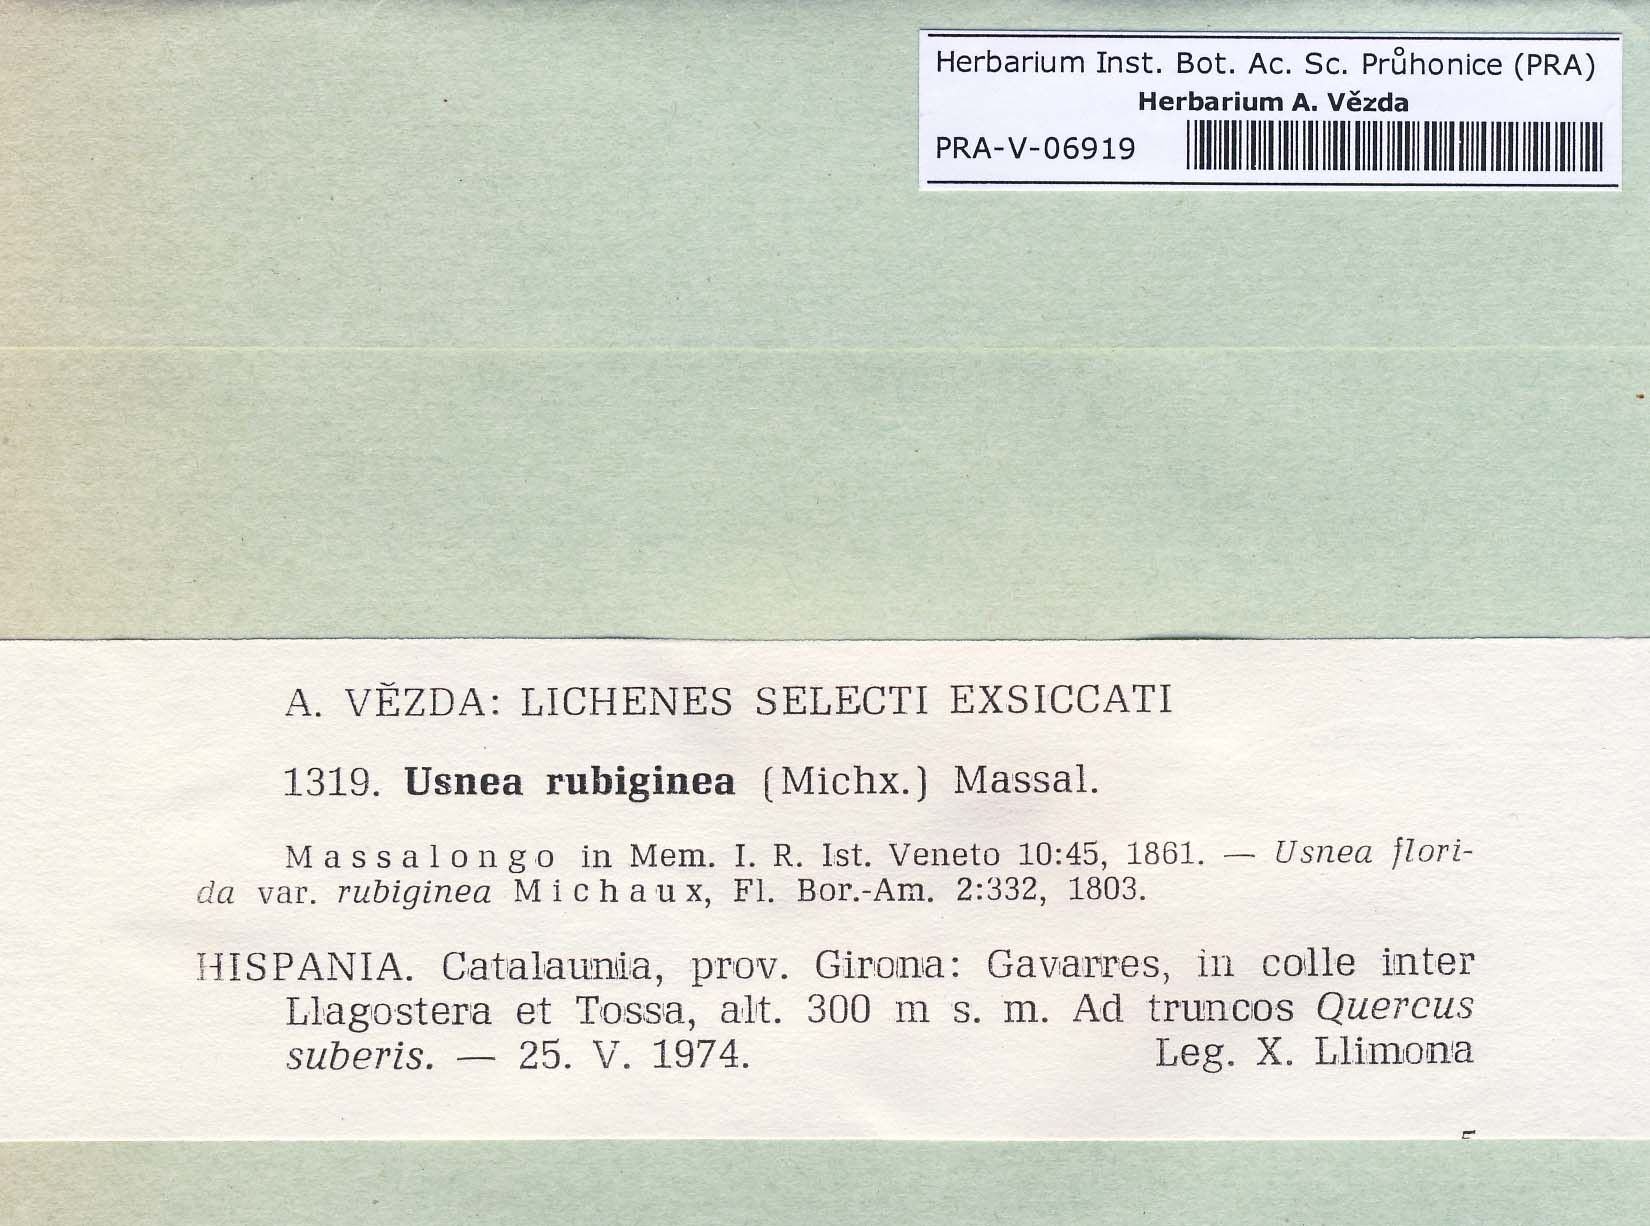 Herbarium Inst. Bot. Ac. Sc. Průhonice (PRA)
Herbarium A. Vězda
PRA-V-06919
A. VĚZDA: LICHENES SELECTI EXSICCATI
1319. Usnea rubiginea (Michx.) Massal.
Massalongo in Mem. I. R. Ist. Veneto 10:45, 1861. — Usnea flori-
da var. rubiginea Michaux, Fl. Bor.-Am. 2:332, 1803.
HISPANIA. Catalaunia, prov. Girona: Gavarres, in colle inter
Llagostera et Tossa, alt. 300 m s. m. Ad truncos Quercus
suberis. — 25. V. 1974. Leg. X. Llimona